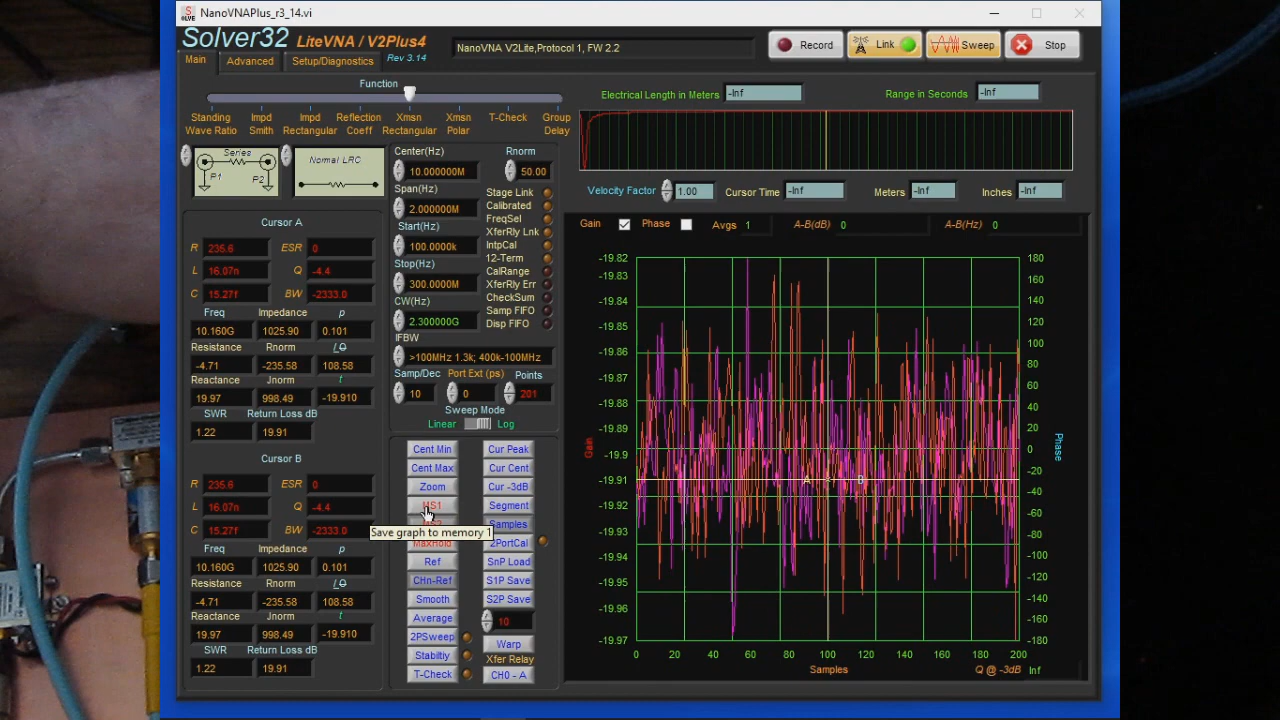 NanoVNAPlus_r3_14.vi
Solver32 LiteVNA / V2Plus4
Rev 3.14
NanoVNA V2Lite,Protocol 1, FW 2.2
Record
Link
Sweep
Stop
Main
Advanced
Setup/Diagnostics
Function
Standing Wave Ratio
Impd Smith
Impd Rectangular
Reflection Coeff
Xmsn Rectangular
Xmsn Polar
T-Check
Group Delay
Electrical Length in Meters -Inf
Range in Seconds -Inf
Velocity Factor 1.00
Cursor Time -Inf
Meters -Inf
Inches -Inf
Series
P1
P2
Normal LRC
Cursor A
R 235.6 ESR 0
L 16.07n Q -4.4
C 15.27f BW -2333.0
Freq Impedance p
10.160G 1025.90 0.101
Resistance Rnorm /O
-4.71 -235.58 108.58
Reactance Jnorm t
19.97 998.49 -19.910
SWR Return Loss dB
1.22 19.91
Cursor B
R 235.6 ESR 0
L 16.07n Q -4.4
C 15.27f BW -2333.0
Freq Impedance p
10.160G 1025.90 0.101
Resistance Rnorm /O
-4.71 -235.58 108.58
Reactance Jnorm t
19.97 998.49 -19.910
SWR Return Loss dB
1.22 19.91
Center(Hz) Rnorm
10.000000M 50.00
Span(Hz)
2.000000M
Start(Hz)
100.0000k
Stop(Hz)
300.0000M
CW(Hz)
2.300000G
Stage Link
Calibrated
FreqSel
XferRly Lnk
IntpCal
12-Term
CalRange
XferRly Err
CheckSum
Samp FIFO
Disp FIFO
IFBW
>100MHz 1.3k; 400k-100MHz
Samp/Dec Port Ext (ps) Points
10 0 201
Sweep Mode
Linear Log
Cent Min
Cent Max
Zoom
MS1
Save graph to memory 1
MaxHold
Ref
CHn-Ref
Smooth
Average
2PSweep
Stabiltiy
T-Check
Cur Peak
Cur Cent
Cur -3dB
Segment
Samples
2PortCal
SnP Load
S1P Save
S2P Save
10
Warp
Xfer Relay
CH0 - A
Gain Phase Avgs 1 A-B(dB) 0 A-B(Hz) 0
Gain
-19.82
-19.83
-19.84
-19.86
-19.87
-19.88
-19.89
-19.9
-19.91
-19.92
-19.93
-19.94
-19.95
-19.96
-19.97
A
B
180
160
140
120
100
80
60
40
20
0
-20
-40
-60
-80
-100
-120
-140
-160
-180
Phase
0 20 40 60 80 100 120 140 160 180 200
Samples
Q @ -3dB Inf